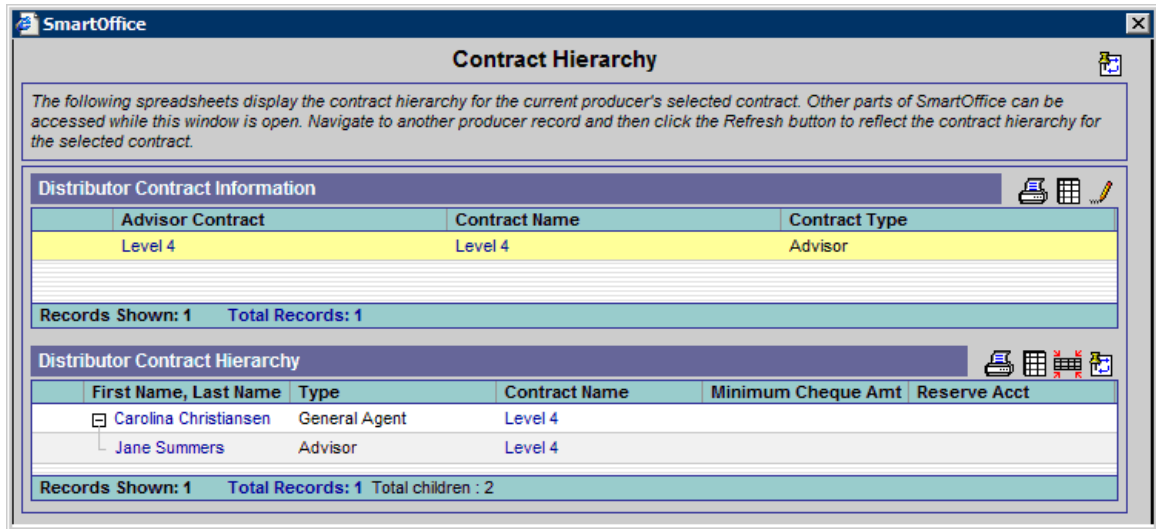 SmartOffice
Contract Hierarchy
The following spreadsheets display the contract hierarchy for the current producer's selected contract. Other parts of SmartOffice can be
accessed while this window is open. Navigate to another producer record and then click the Refresh button to reflect the contract hierarchy for
the selected contract.
Distributor Contract Information
Advisor Contract Contract Name Contract Type
Level 4 Level 4 Advisor
Records Shown: 1 Total Records: 1
Distributor Contract Hierarchy
First Name, Last Name Type Contract Name Minimum Cheque Amt Reserve Acct
Carolina Christiansen General Agent Level 4
Jane Summers Advisor Level 4
Records Shown: 1 Total Records: 1 Total children : 2